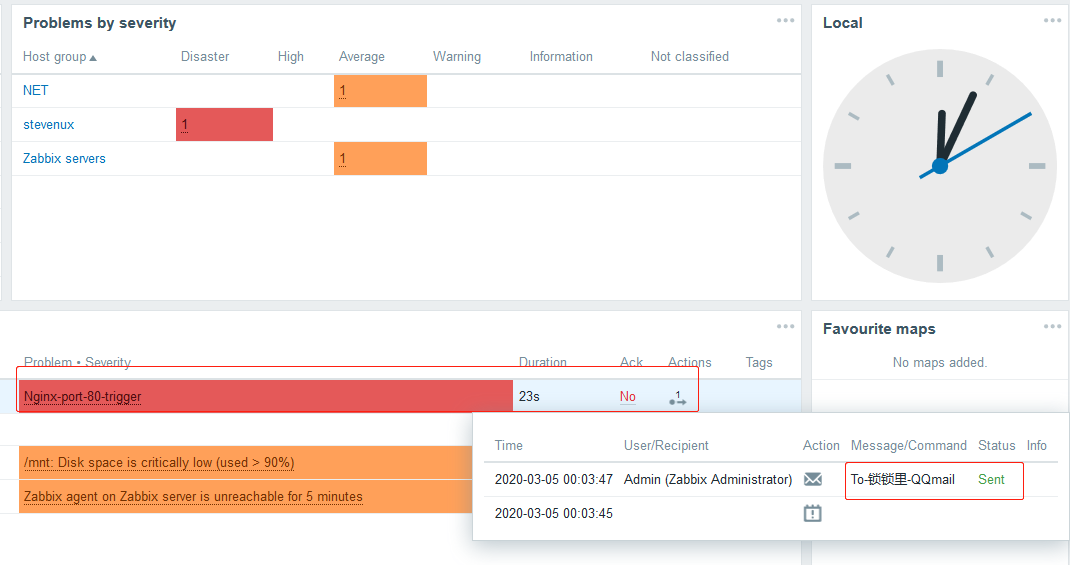 Problems by severity
Host group Disaster High Average Warning Information Not classified
NET 1
stevenux 1
Zabbix servers 1
Local
Problem • Severity Duration Ack Actions Tags
Nginx-port-80-trigger 23s No 1
/mnt: Disk space is critically low (used > 90%)
Zabbix agent on Zabbix server is unreachable for 5 minutes
Favourite maps
No maps added.
Time User/Recipient Action Message/Command Status Info
2020-03-05 00:03:47 Admin (Zabbix Administrator) To-锁锁里-QQmail Sent
2020-03-05 00:03:45